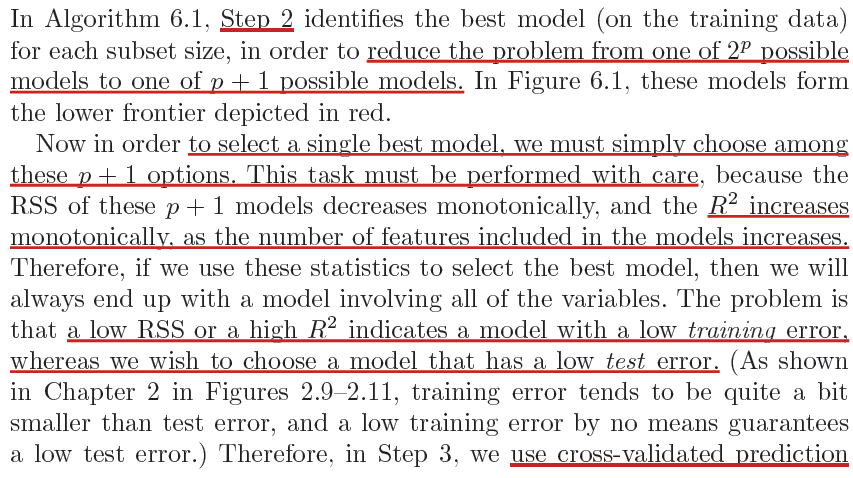 In Algorithm 6.1, Step 2 identifies the best model (on the training data)
for each subset size, in order to reduce the problem from one of 2^p possible
models to one of p + 1 possible models. In Figure 6.1, these models form
the lower frontier depicted in red.
Now in order to select a single best model, we must simply choose among
these p + 1 options. This task must be performed with care, because the
RSS of these p + 1 models decreases monotonically, and the R² increases
monotonically, as the number of features included in the models increases.
Therefore, if we use these statistics to select the best model, then we will
always end up with a model involving all of the variables. The problem is
that a low RSS or a high R² indicates a model with a low training error,
whereas we wish to choose a model that has a low test error. (As shown
in Chapter 2 in Figures 2.9–2.11, training error tends to be quite a bit
smaller than test error, and a low training error by no means guarantees
a low test error.) Therefore, in Step 3, we use cross-validated prediction